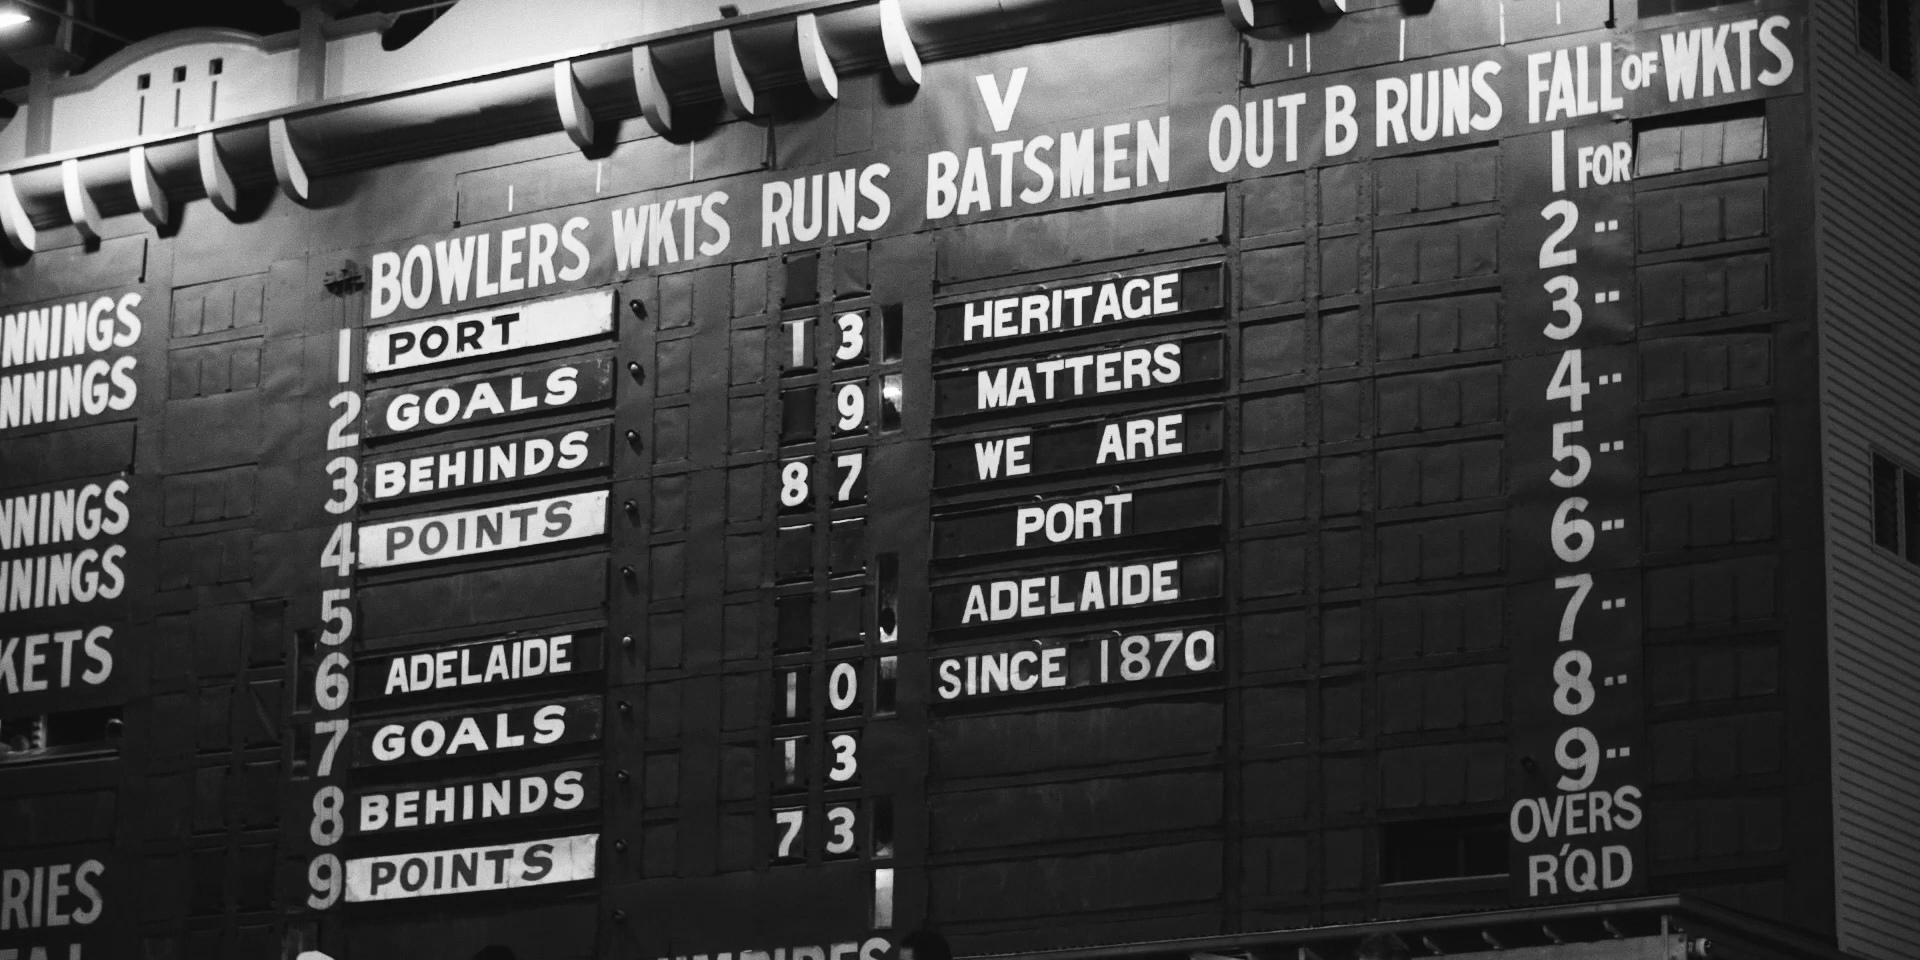 V
BOWLERS WKTS RUNS BATSMEN OUT B RUNS FALL OF WKTS
1 FOR
2 "
3 "
4 "
5 "
6 "
7 "
8 "
9 "
OVERS
R'QD
NNINGS
NNINGS
NNINGS
NNINGS
KETS
RIES
1 PORT
2 GOALS 13
3 BEHINDS 9
4 POINTS 87
5
6 ADELAIDE
7 GOALS 10
8 BEHINDS 13
9 POINTS 73
HERITAGE
MATTERS
WE ARE
PORT
ADELAIDE
SINCE 1870